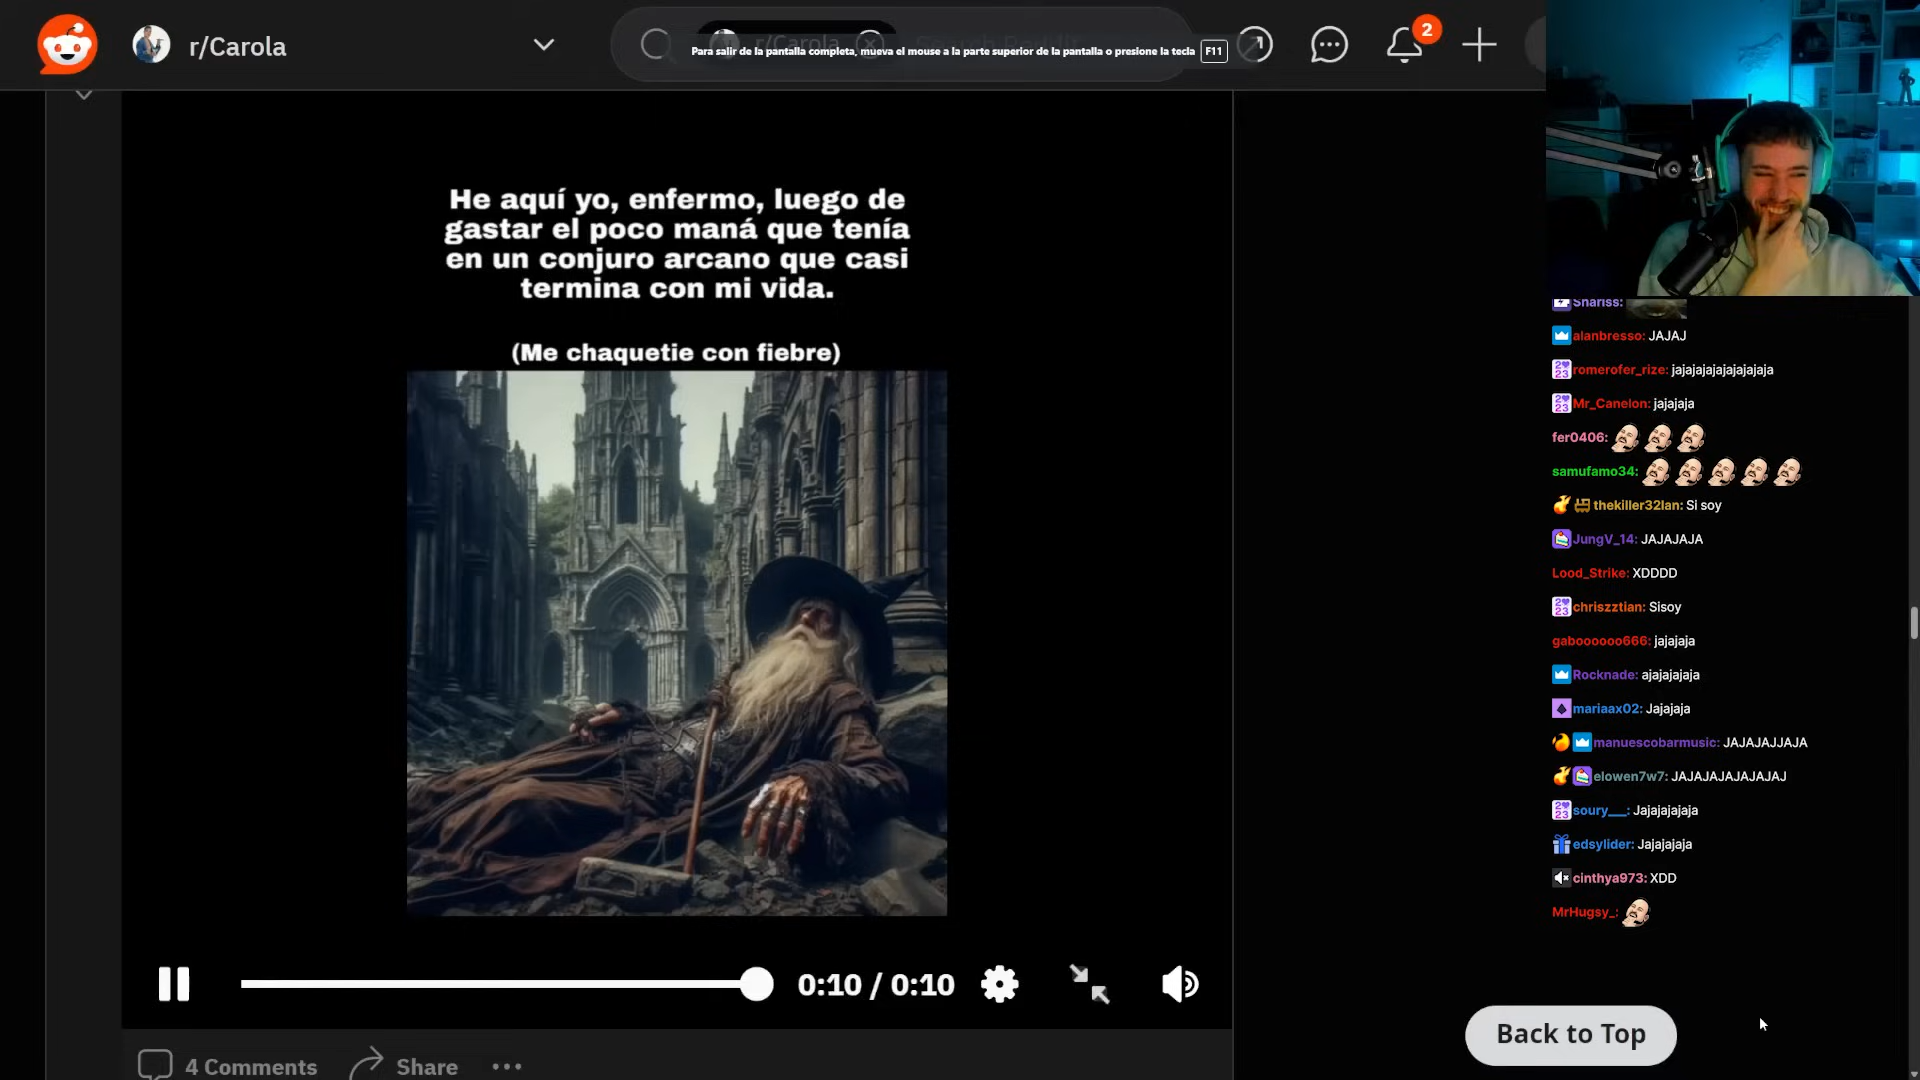 r/Carola
Para salir de la pantalla completa, mueva el mouse a la parte superior de la pantalla o presione la tecla F11
2
He aquí yo, enfermo, luego de
gastar el poco maná que tenía
en un conjuro arcano que casi
termina con mi vida.
(Me chaquetie con fiebre)
0:10 / 0:10
4 Comments
Share
Back to Top
Shariss:
alanbresso: JAJAJ
romerofer_rize: jajajajajajajajaja
Mr_Canelon: jajajaja
fer0406:
samufamo34:
thekiller32lan: Si soy
JungV_14: JAJAJAJA
Lood_Strike: XDDDD
chriszztian: Sisoy
gaboooooo666: jajajaja
Rocknade: ajajajajaja
mariaax02: Jajajaja
manuescobarmusic: JAJAJAJJAJA
elowen7w7: JAJAJAJAJAJAJAJ
soury___: Jajajajajaja
edsylider: Jajajajaja
cinthya973: XDD
MrHugsy_: